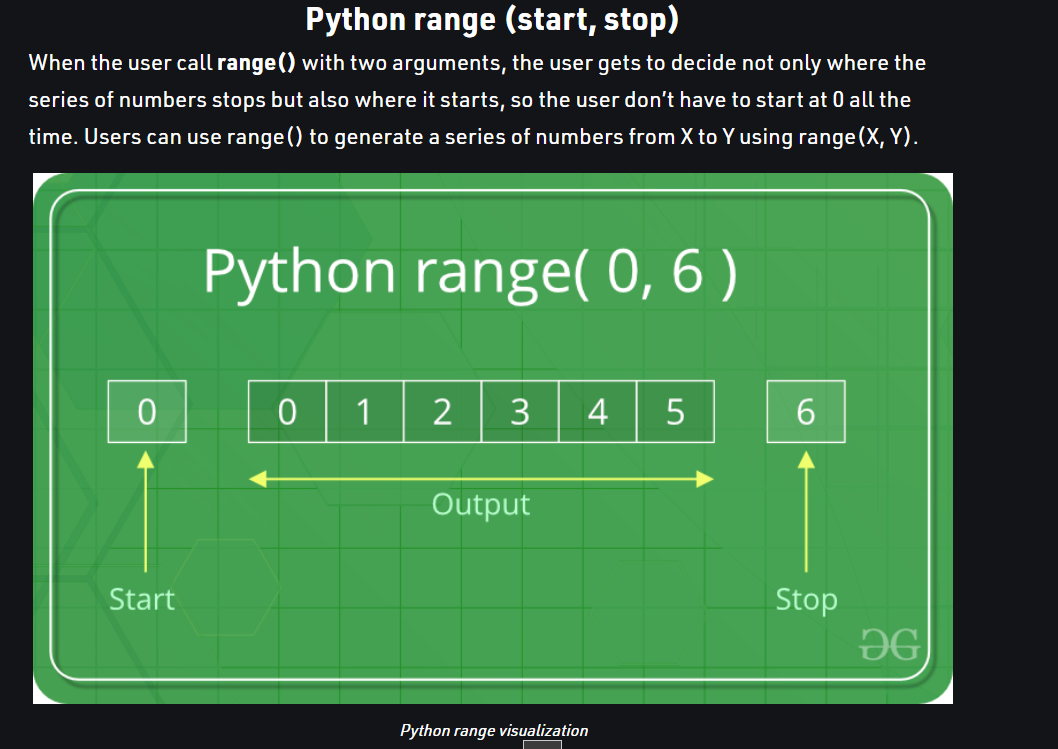 Python range (start, stop)
When the user call range() with two arguments, the user gets to decide not only where the
series of numbers stops but also where it starts, so the user don’t have to start at 0 all the
time. Users can use range() to generate a series of numbers from X to Y using range(X, Y).
Python range( 0, 6 )
0 0 1 2 3 4 5 6
Output
Start Stop
Python range visualization